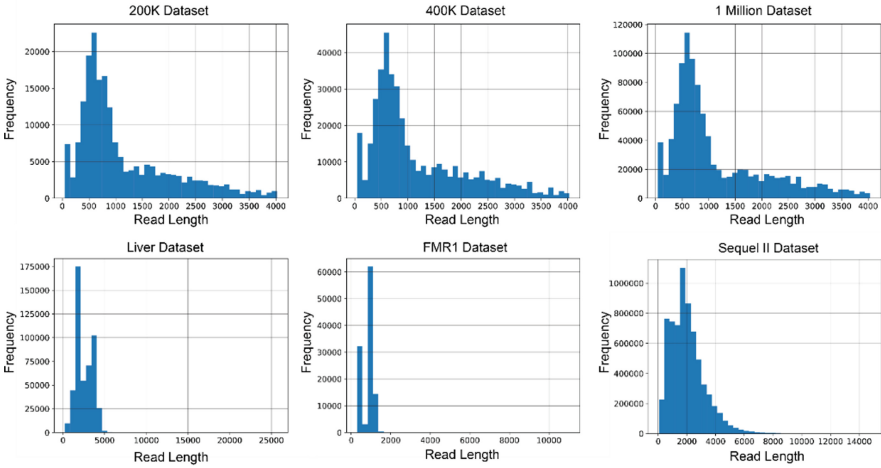 200K Dataset
Frequency
20000
15000
10000
5000
0
0 500 1000 1500 2000 2500 3000 3500 4000
Read Length
400K Dataset
Frequency
40000
30000
20000
10000
0
0 500 1000 1500 2000 2500 3000 3500 4000
Read Length
1 Million Dataset
Frequency
120000
100000
80000
60000
40000
20000
0
0 500 1000 1500 2000 2500 3000 3500 4000
Read Length
Liver Dataset
Frequency
175000
150000
125000
100000
75000
50000
25000
0
0 5000 10000 15000 20000 25000
Read Length
FMR1 Dataset
Frequency
60000
50000
40000
30000
20000
10000
0
0 2000 4000 6000 8000 10000
Read Length
Sequel II Dataset
Frequency
1000000
800000
600000
400000
200000
0
0 2000 4000 6000 8000 10000 12000 14000
Read Length